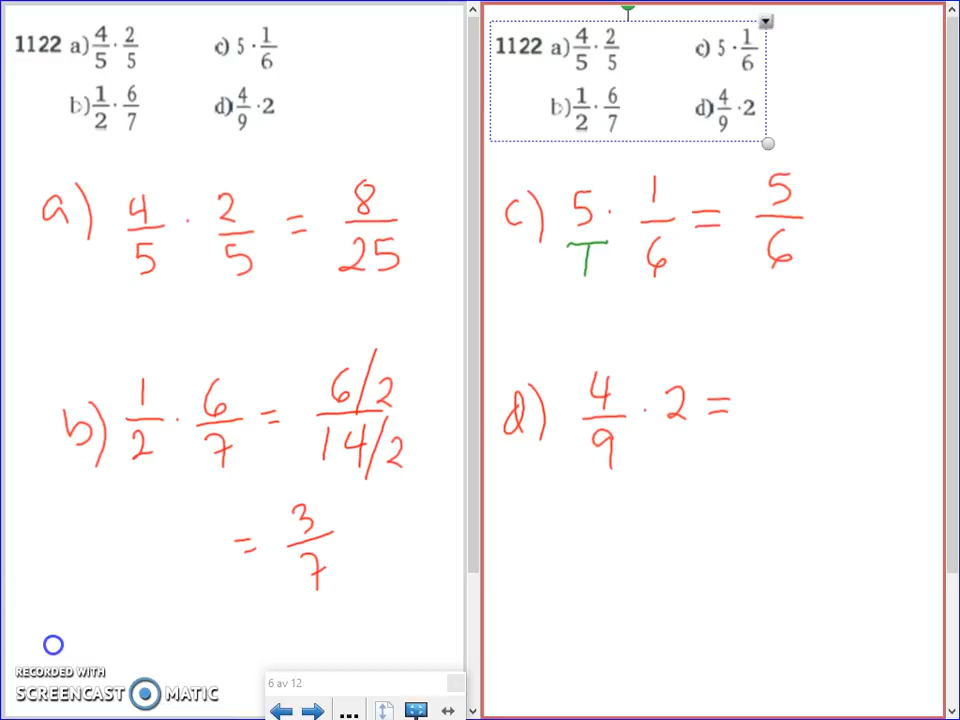 1122 a) 4/5 · 2/5 c) 5 · 1/6
b) 1/2 · 6/7 d) 4/9 · 2
a) 4/5 · 2/5 = 8/25
b) 1/2 · 6/7 = 6/2 / 14/2
= 3/7
RECORDED WITH
SCREENCAST MATIC
6 av 12
...
1122 a) 4/5 · 2/5 c) 5 · 1/6
b) 1/2 · 6/7 d) 4/9 · 2
c) 5/1 · 1/6 = 5/6
d) 4/9 · 2 =